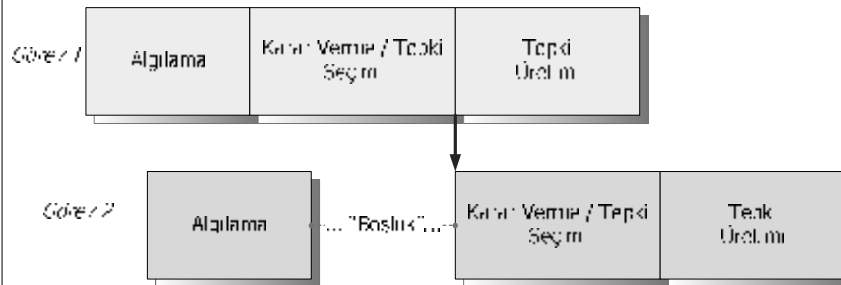 Görev 1
Algılama
Karar Verme / Tepki
Seçimi
Tepki
Üretimi
Görev 2
Algılama
... "Boşluk"...
Karar Verme / Tepki
Seçimi
Tepki
Üretimi